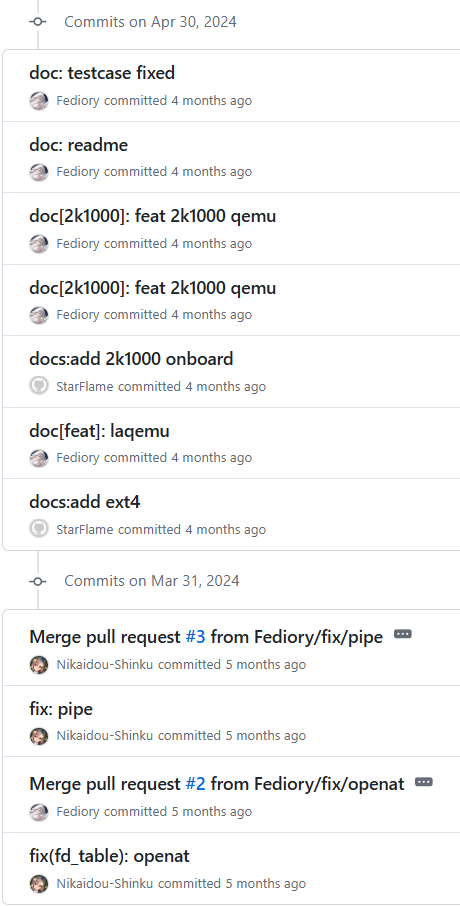 Commits on Apr 30, 2024
doc: testcase fixed
Fediory committed 4 months ago
doc: readme
Fediory committed 4 months ago
doc[2k1000]: feat 2k1000 qemu
Fediory committed 4 months ago
doc[2k1000]: feat 2k1000 qemu
Fediory committed 4 months ago
docs:add 2k1000 onboard
StarFlame committed 4 months ago
doc[feat]: laqemu
Fediory committed 4 months ago
docs:add ext4
StarFlame committed 4 months ago
Commits on Mar 31, 2024
Merge pull request #3 from Fediory/fix/pipe
Nikaidou-Shinku committed 5 months ago
fix: pipe
Nikaidou-Shinku committed 5 months ago
Merge pull request #2 from Fediory/fix/openat
Fediory committed 5 months ago
fix(fd_table): openat
Nikaidou-Shinku committed 5 months ago